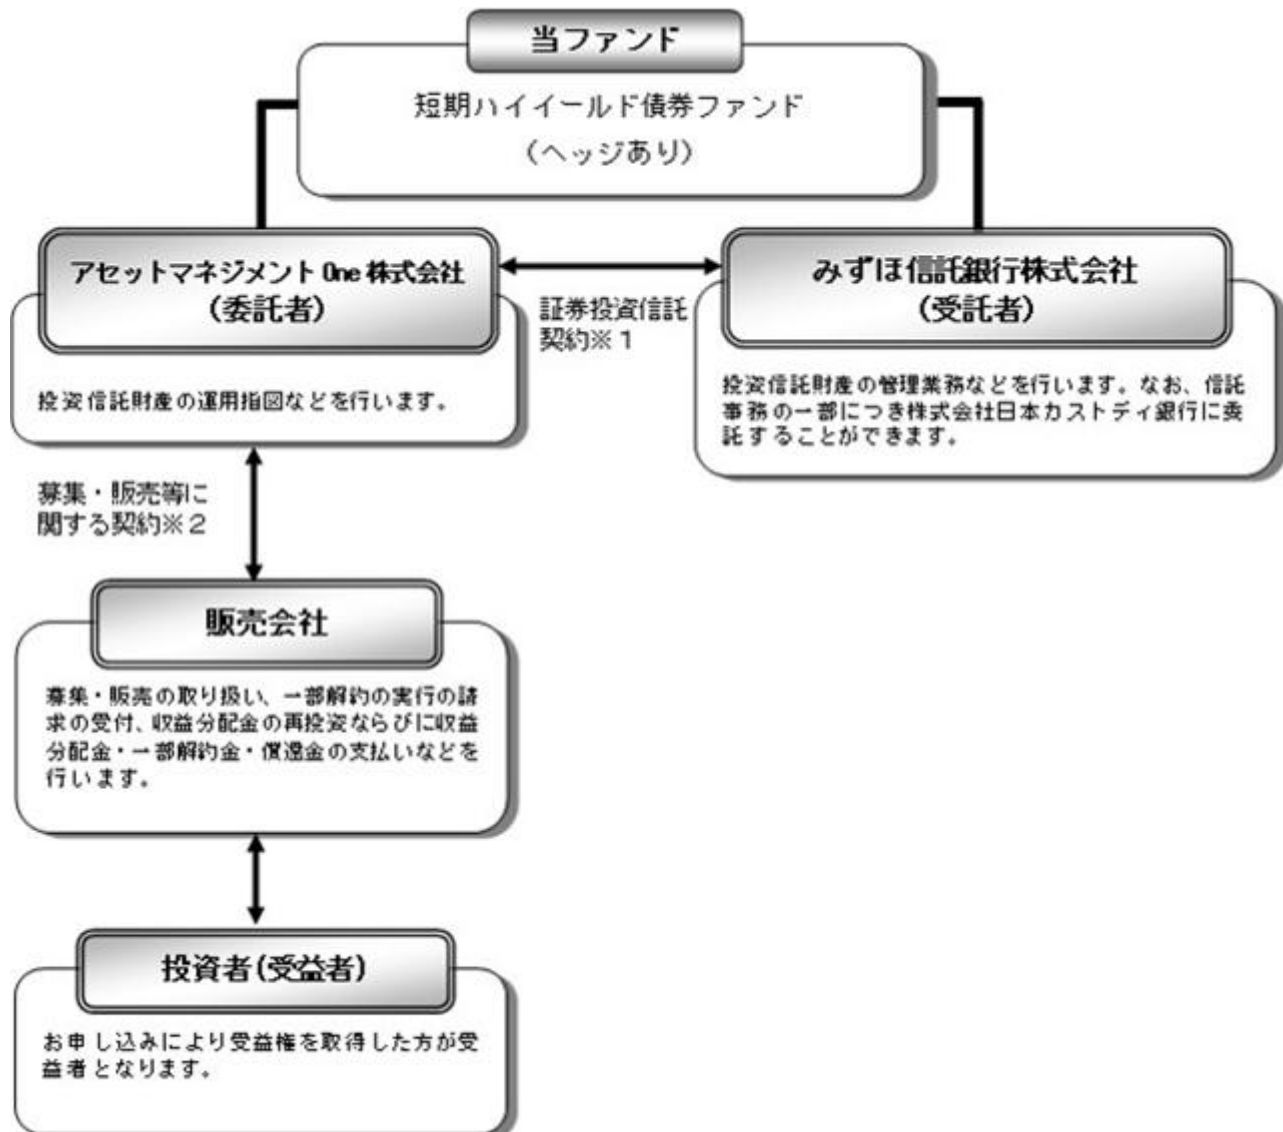 当ファンド
短期ハイイールド債券ファンド
（ヘッジあり）
アセットマネジメントOne株式会社
（委託者）
投資信託財産の運用指図などを行います。
証券投資信託
契約※１
みずほ信託銀行株式会社
（受託者）
投資信託財産の管理業務などを行います。なお、信託
事務の一部につき株式会社日本カストディ銀行に委
託することができます。
募集・販売等に
関する契約※２
販売会社
募集・販売の取り扱い、一部解約の実行の請
求の受付、収益分配金の再投資ならびに収益
分配金・一部解約金・償還金の支払いなどを
行います。
投資者（受益者）
お申し込みにより受益権を取得した方が受
益者となります。